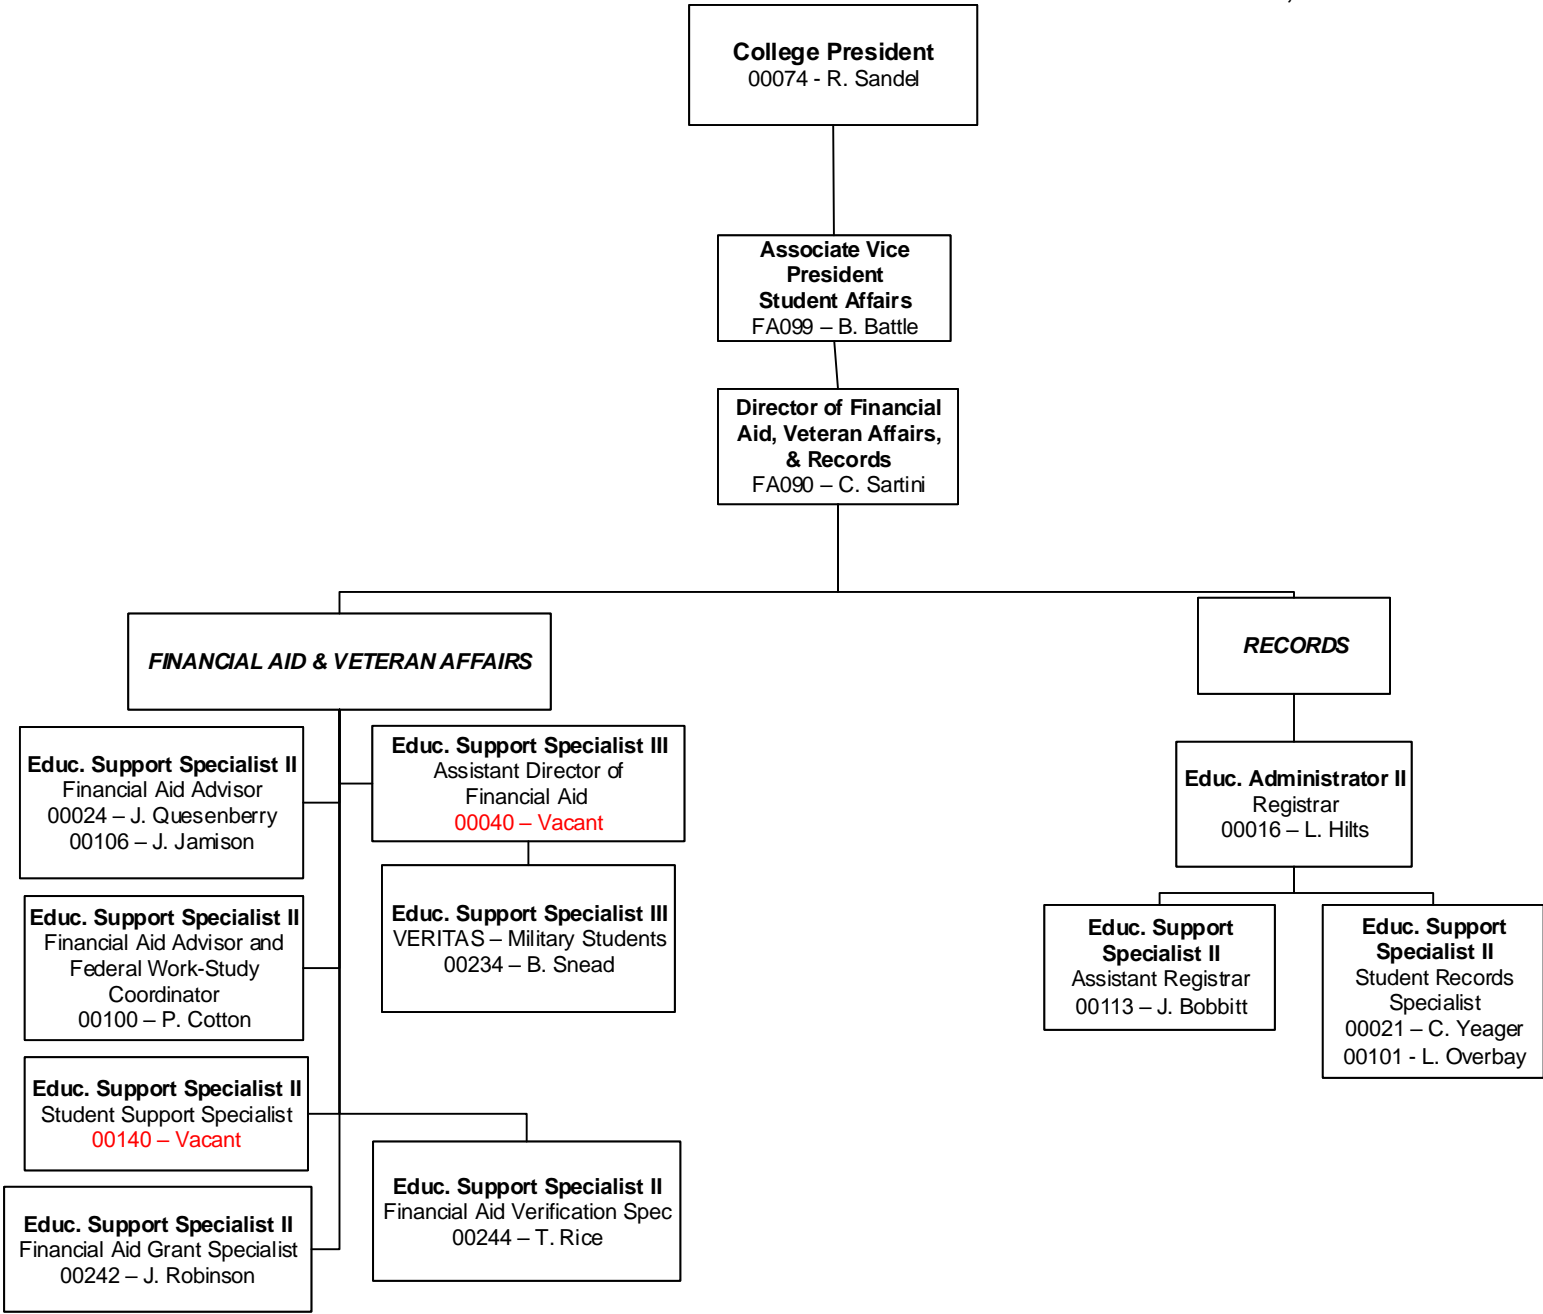 College President
00074 - R. Sandel
Associate Vice
President
Student Affairs
FA099 – B. Battle
Director of Financial
Aid, Veteran Affairs,
& Records
FA090 – C. Sartini
FINANCIAL AID & VETERAN AFFAIRS
RECORDS
Educ. Support Specialist II
Financial Aid Advisor
00024 – J. Quesenberry
00106 – J. Jamison
Educ. Support Specialist III
Assistant Director of
Financial Aid
00040 – Vacant
Educ. Administrator II
Registrar
00016 – L. Hilts
Educ. Support Specialist II
Financial Aid Advisor and
Federal Work-Study
Coordinator
00100 – P. Cotton
Educ. Support Specialist III
VERITAS – Military Students
00234 – B. Snead
Educ. Support
Specialist II
Assistant Registrar
00113 – J. Bobbitt
Educ. Support
Specialist II
Student Records
Specialist
00021 – C. Yeager
00101 - L. Overbay
Educ. Support Specialist II
Student Support Specialist
00140 – Vacant
Educ. Support Specialist II
Financial Aid Verification Spec
00244 – T. Rice
Educ. Support Specialist II
Financial Aid Grant Specialist
00242 – J. Robinson